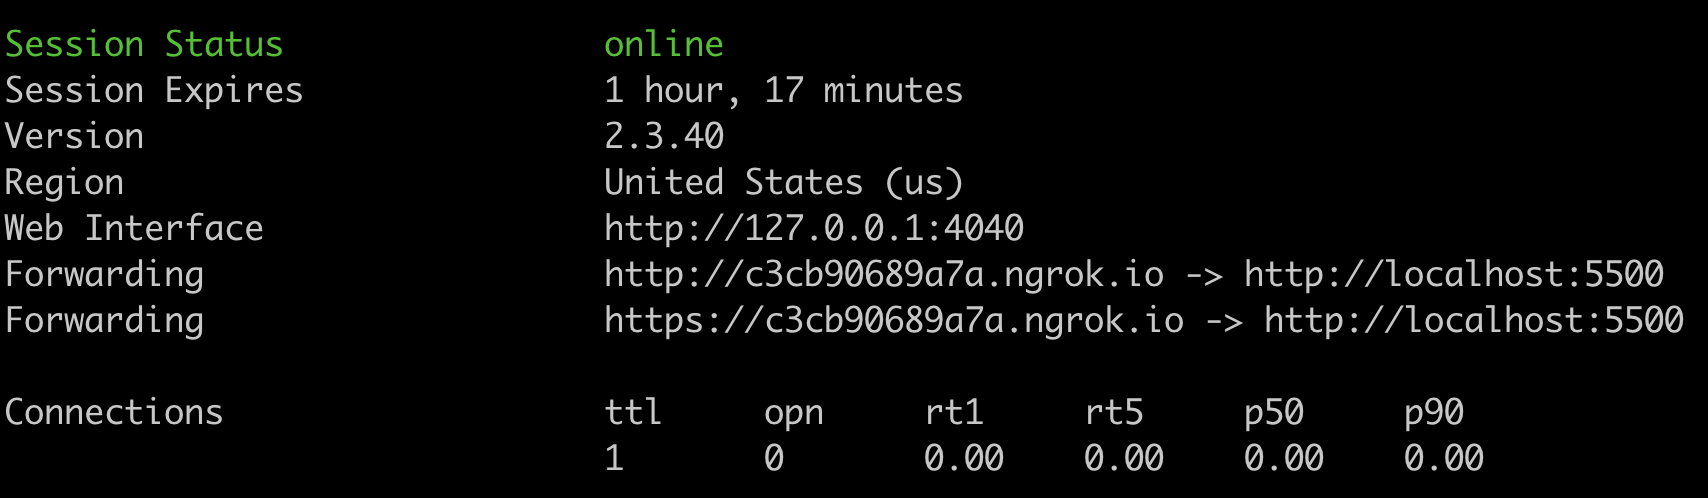 Session Status online
Session Expires 1 hour, 17 minutes
Version 2.3.40
Region United States (us)
Web Interface http://127.0.0.1:4040
Forwarding http://c3cb90689a7a.ngrok.io -> http://localhost:5500
Forwarding https://c3cb90689a7a.ngrok.io -> http://localhost:5500
Connections ttl opn rt1 rt5 p50 p90
1 0 0.00 0.00 0.00 0.00